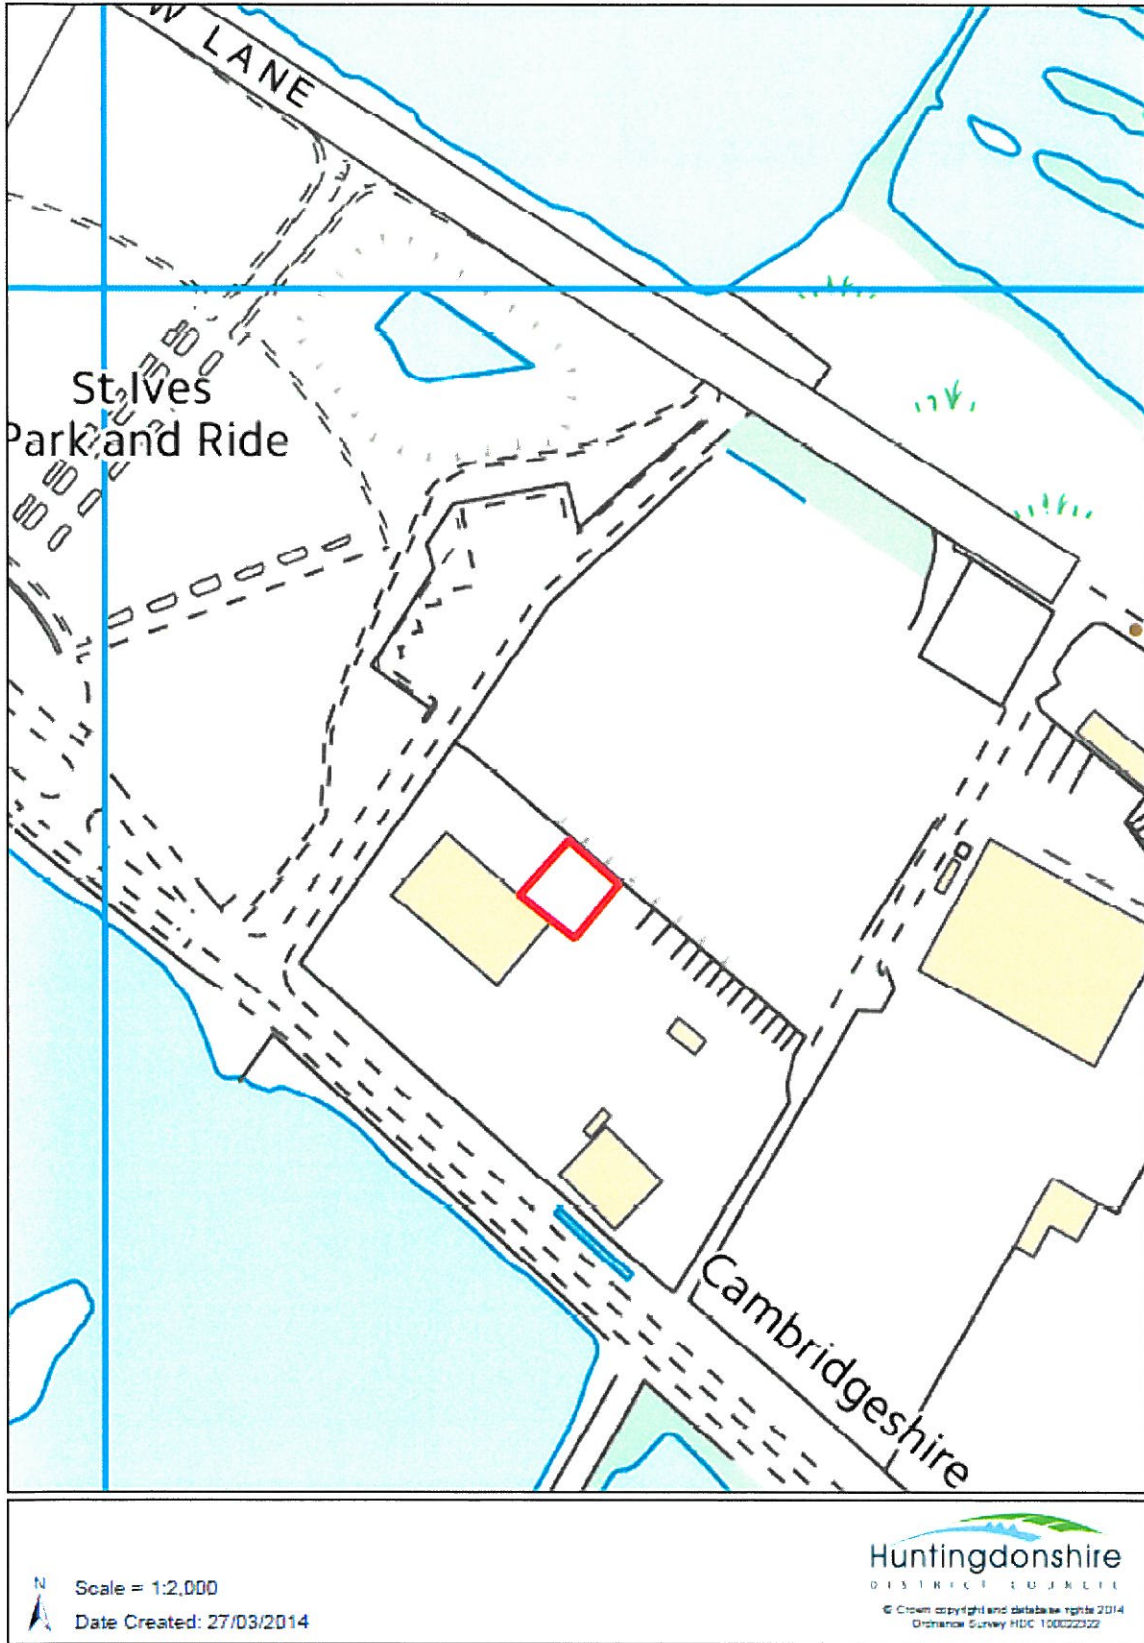 W LANE
St Ives
Park and Ride
Cambridgeshire
N
Scale = 1:2,000
Date Created: 27/03/2014
Huntingdonshire
DISTRICT COUNCIL
© Crown copyright and database rights 2014
Ordnance Survey HDC 100022322